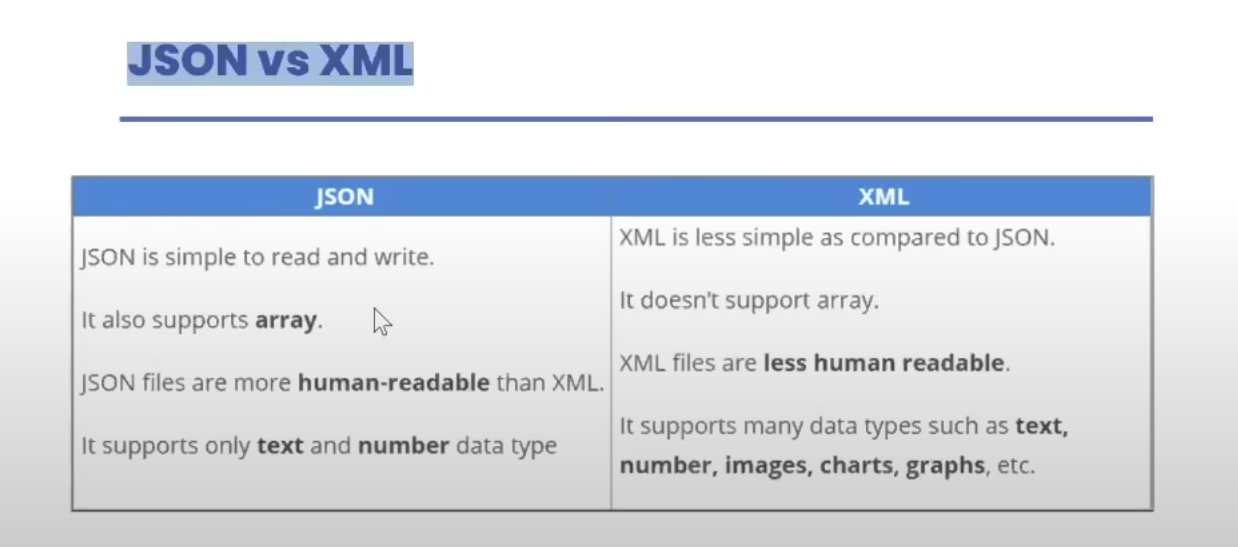 JSON vs XML
JSON
XML
JSON is simple to read and write.
It also supports array.
JSON files are more human-readable than XML.
It supports only text and number data type
XML is less simple as compared to JSON.
It doesn't support array.
XML files are less human readable.
It supports many data types such as text,
number, images, charts, graphs, etc.